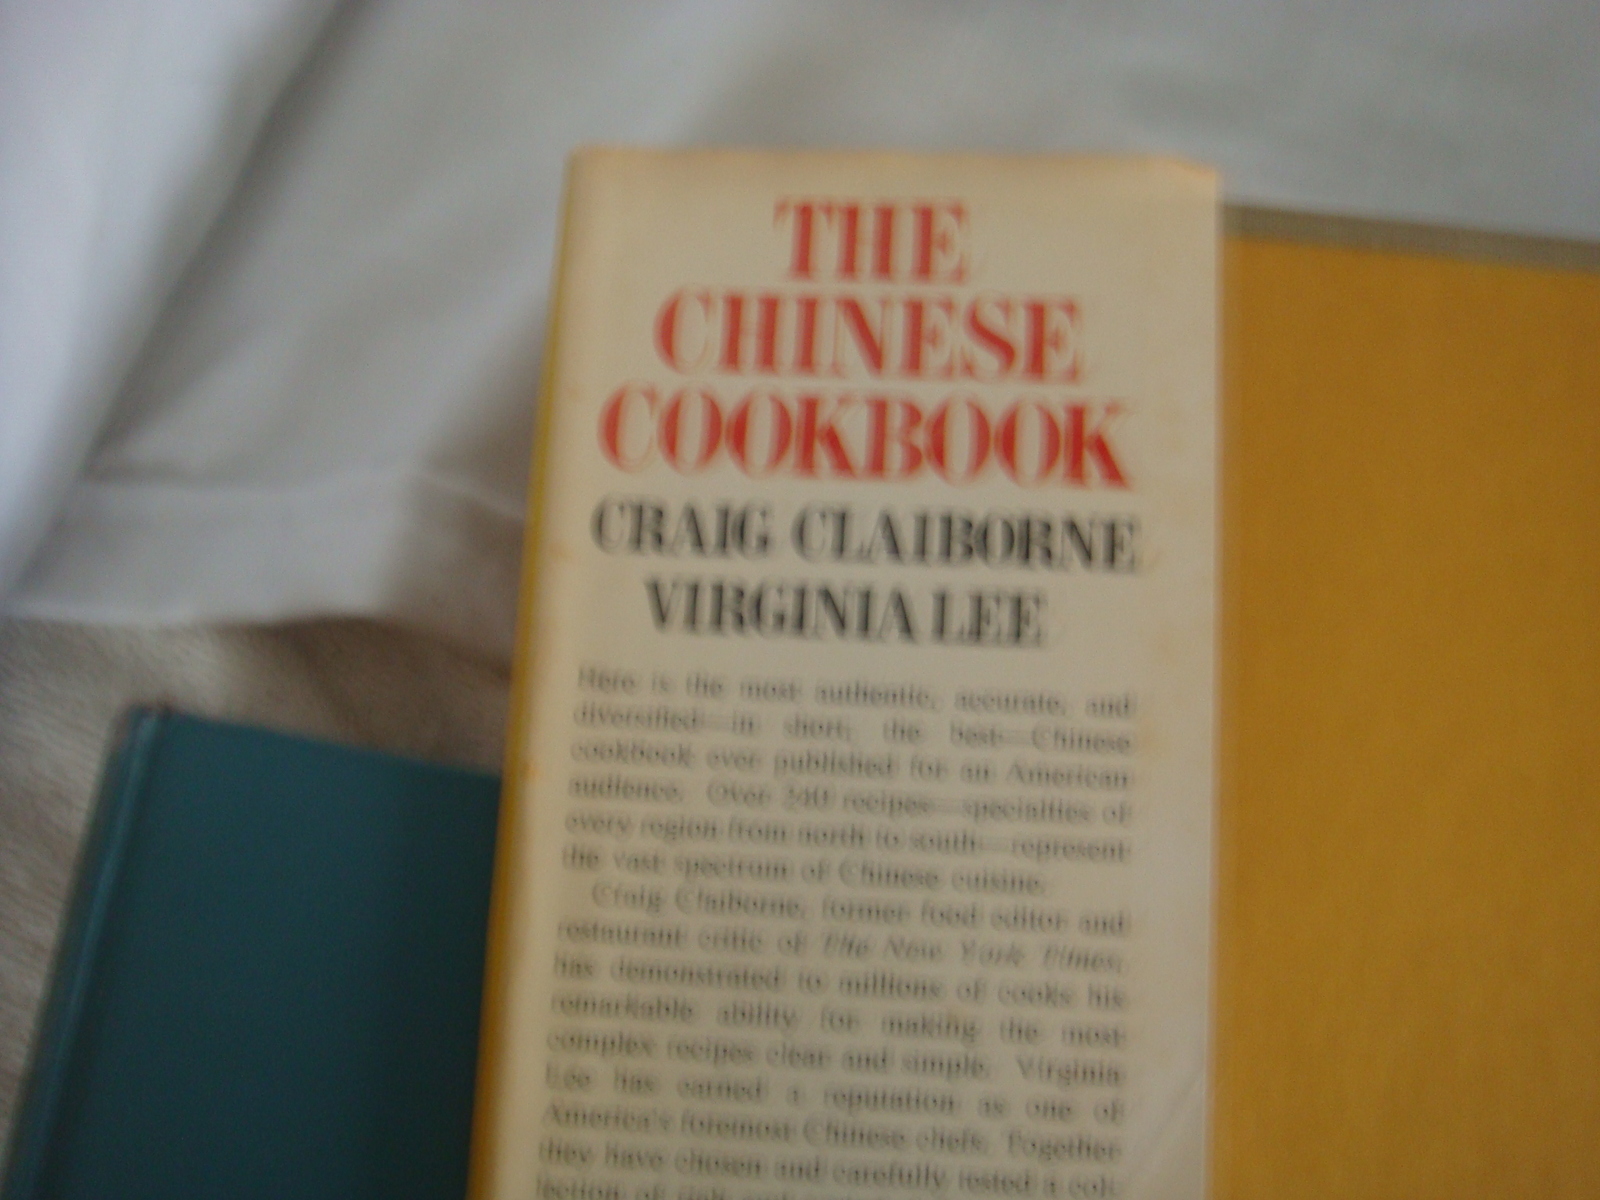 THE
CHINESE
COOKBOOK
CRAIG CLAIBORNE
VIRGINIA LEE
Here is the most authentic, accurate, and
diversified—in short, the best—Chinese
cookbook ever published for an American
audience. Over 240 recipes—specialties of
every region from north to south—represent
the vast spectrum of Chinese cuisine.
Craig Claiborne, former food editor and
restaurant critic of The New York Times,
has demonstrated to millions of cooks his
remarkable ability for making the most
complex recipes clear and simple. Virginia
Lee has earned a reputation as one of
America's foremost Chinese chefs. Together
they have chosen and carefully tested a col-
lection of